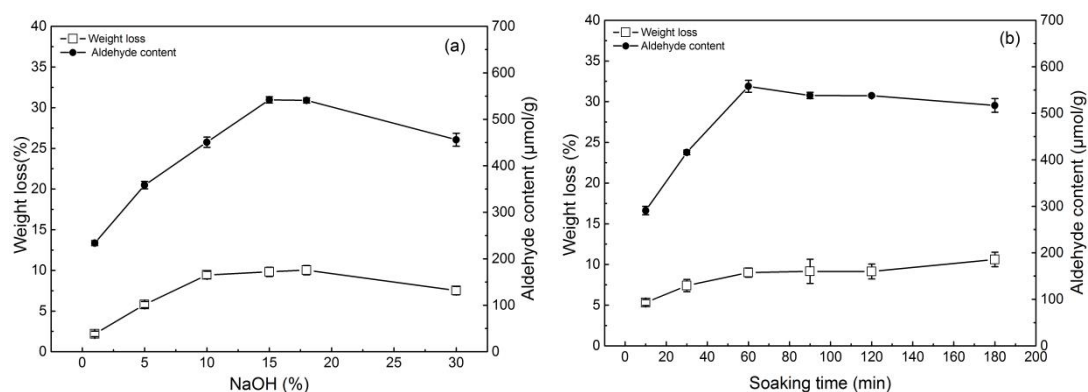 (a)
Weight loss
Aldehyde content
40
35
30
25
20
15
10
5
0
Weight loss(%)
700
600
500
400
300
200
100
0
Aldehyde content (μmol/g)
0 5 10 15 20 25 30
NaOH (%)
(b)
Weight loss
Aldehyde content
40
35
30
25
20
15
10
5
0
Weight loss (%)
700
600
500
400
300
200
100
0
Aldehyde content (μmol/g)
0 20 40 60 80 100 120 140 160 180 200
Soaking time (min)